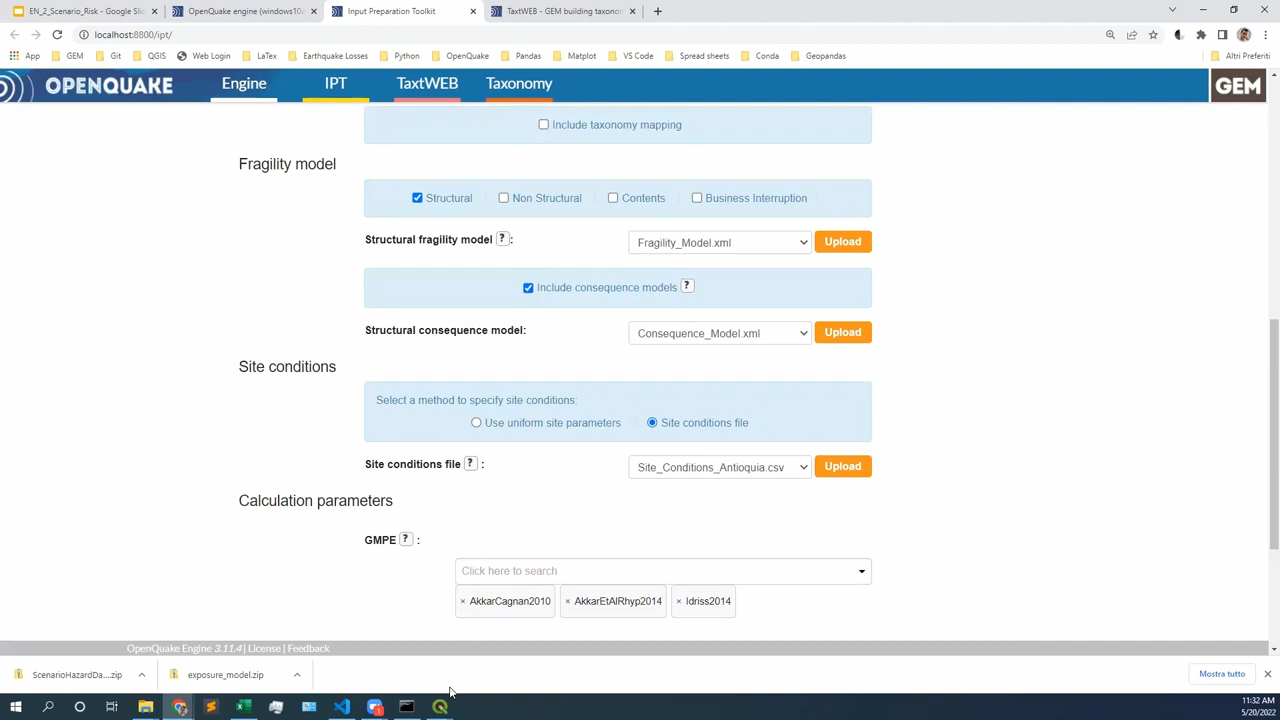 EN_2_Scenario_Risk - Google Sli
OpenQuake engine (windows10a
Input Preparation Toolkit
TaxtWEB - GEM building taxonom
localhost:8800/ipt/
App
GEM
Git
QGIS
Web Login
LaTex
Earthquake Losses
Python
OpenQuake
Pandas
Matplot
VS Code
Spread sheets
Conda
Geopandas
Altri Preferiti
OPENQUAKE
Engine
IPT
TaxtWEB
Taxonomy
GEM
Include taxonomy mapping
Fragility model
Structural
Non Structural
Contents
Business Interruption
Structural fragility model ? :
Fragility_Model.xml
Upload
Include consequence models ?
Structural consequence model:
Consequence_Model.xml
Upload
Site conditions
Select a method to specify site conditions:
Use uniform site parameters
Site conditions file
Site conditions file ? :
Site_Conditions_Antioquia.csv
Upload
Calculation parameters
GMPE ? :
Click here to search
× AkkarCagnan2010
× AkkarEtAlRhyp2014
× Idriss2014
OpenQuake Engine 3.11.4 | License | Feedback
ScenarioHazardDa....zip
exposure_model.zip
Mostra tutto
11:32 AM
5/20/2022